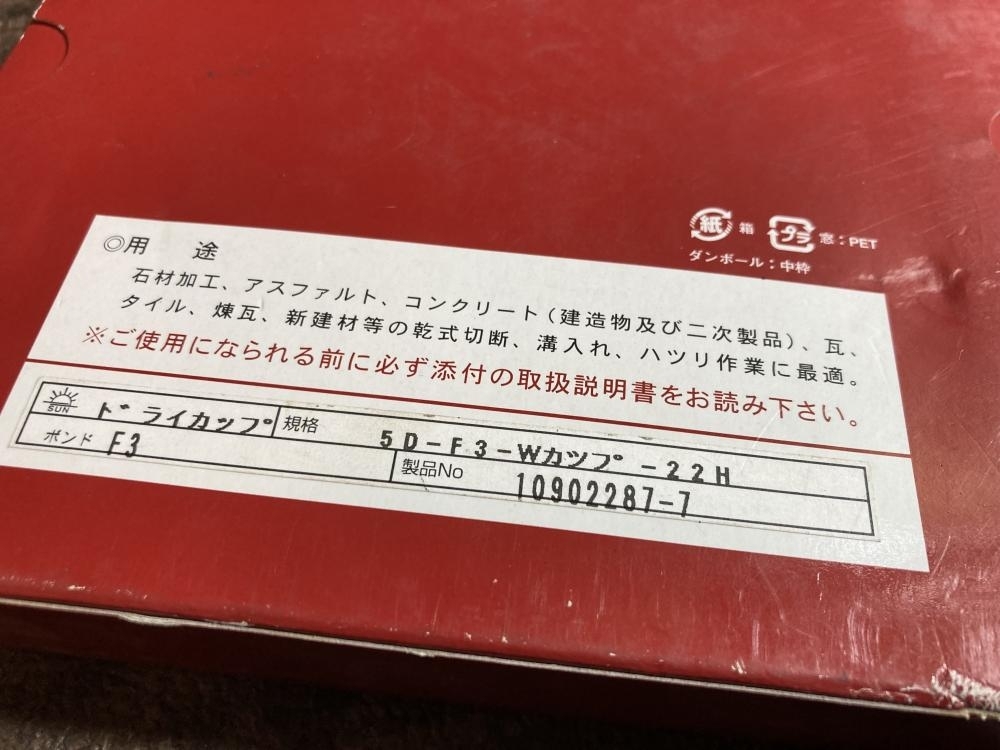 紙 箱 プラ 窓:PET
ダンボール:中枠
◎用 途
石材加工、アスファルト、コンクリート(建造物及び二次製品)、瓦、
タイル、煉瓦、新建材等の乾式切断、溝入れ、ハツリ作業に最適。
※ご使用になられる前に必ず添付の取扱説明書をお読み下さい。
SUN ドライカップ 規格 5D-F3-Wカップ-22H
ボンド F3 製品No 10902287-7